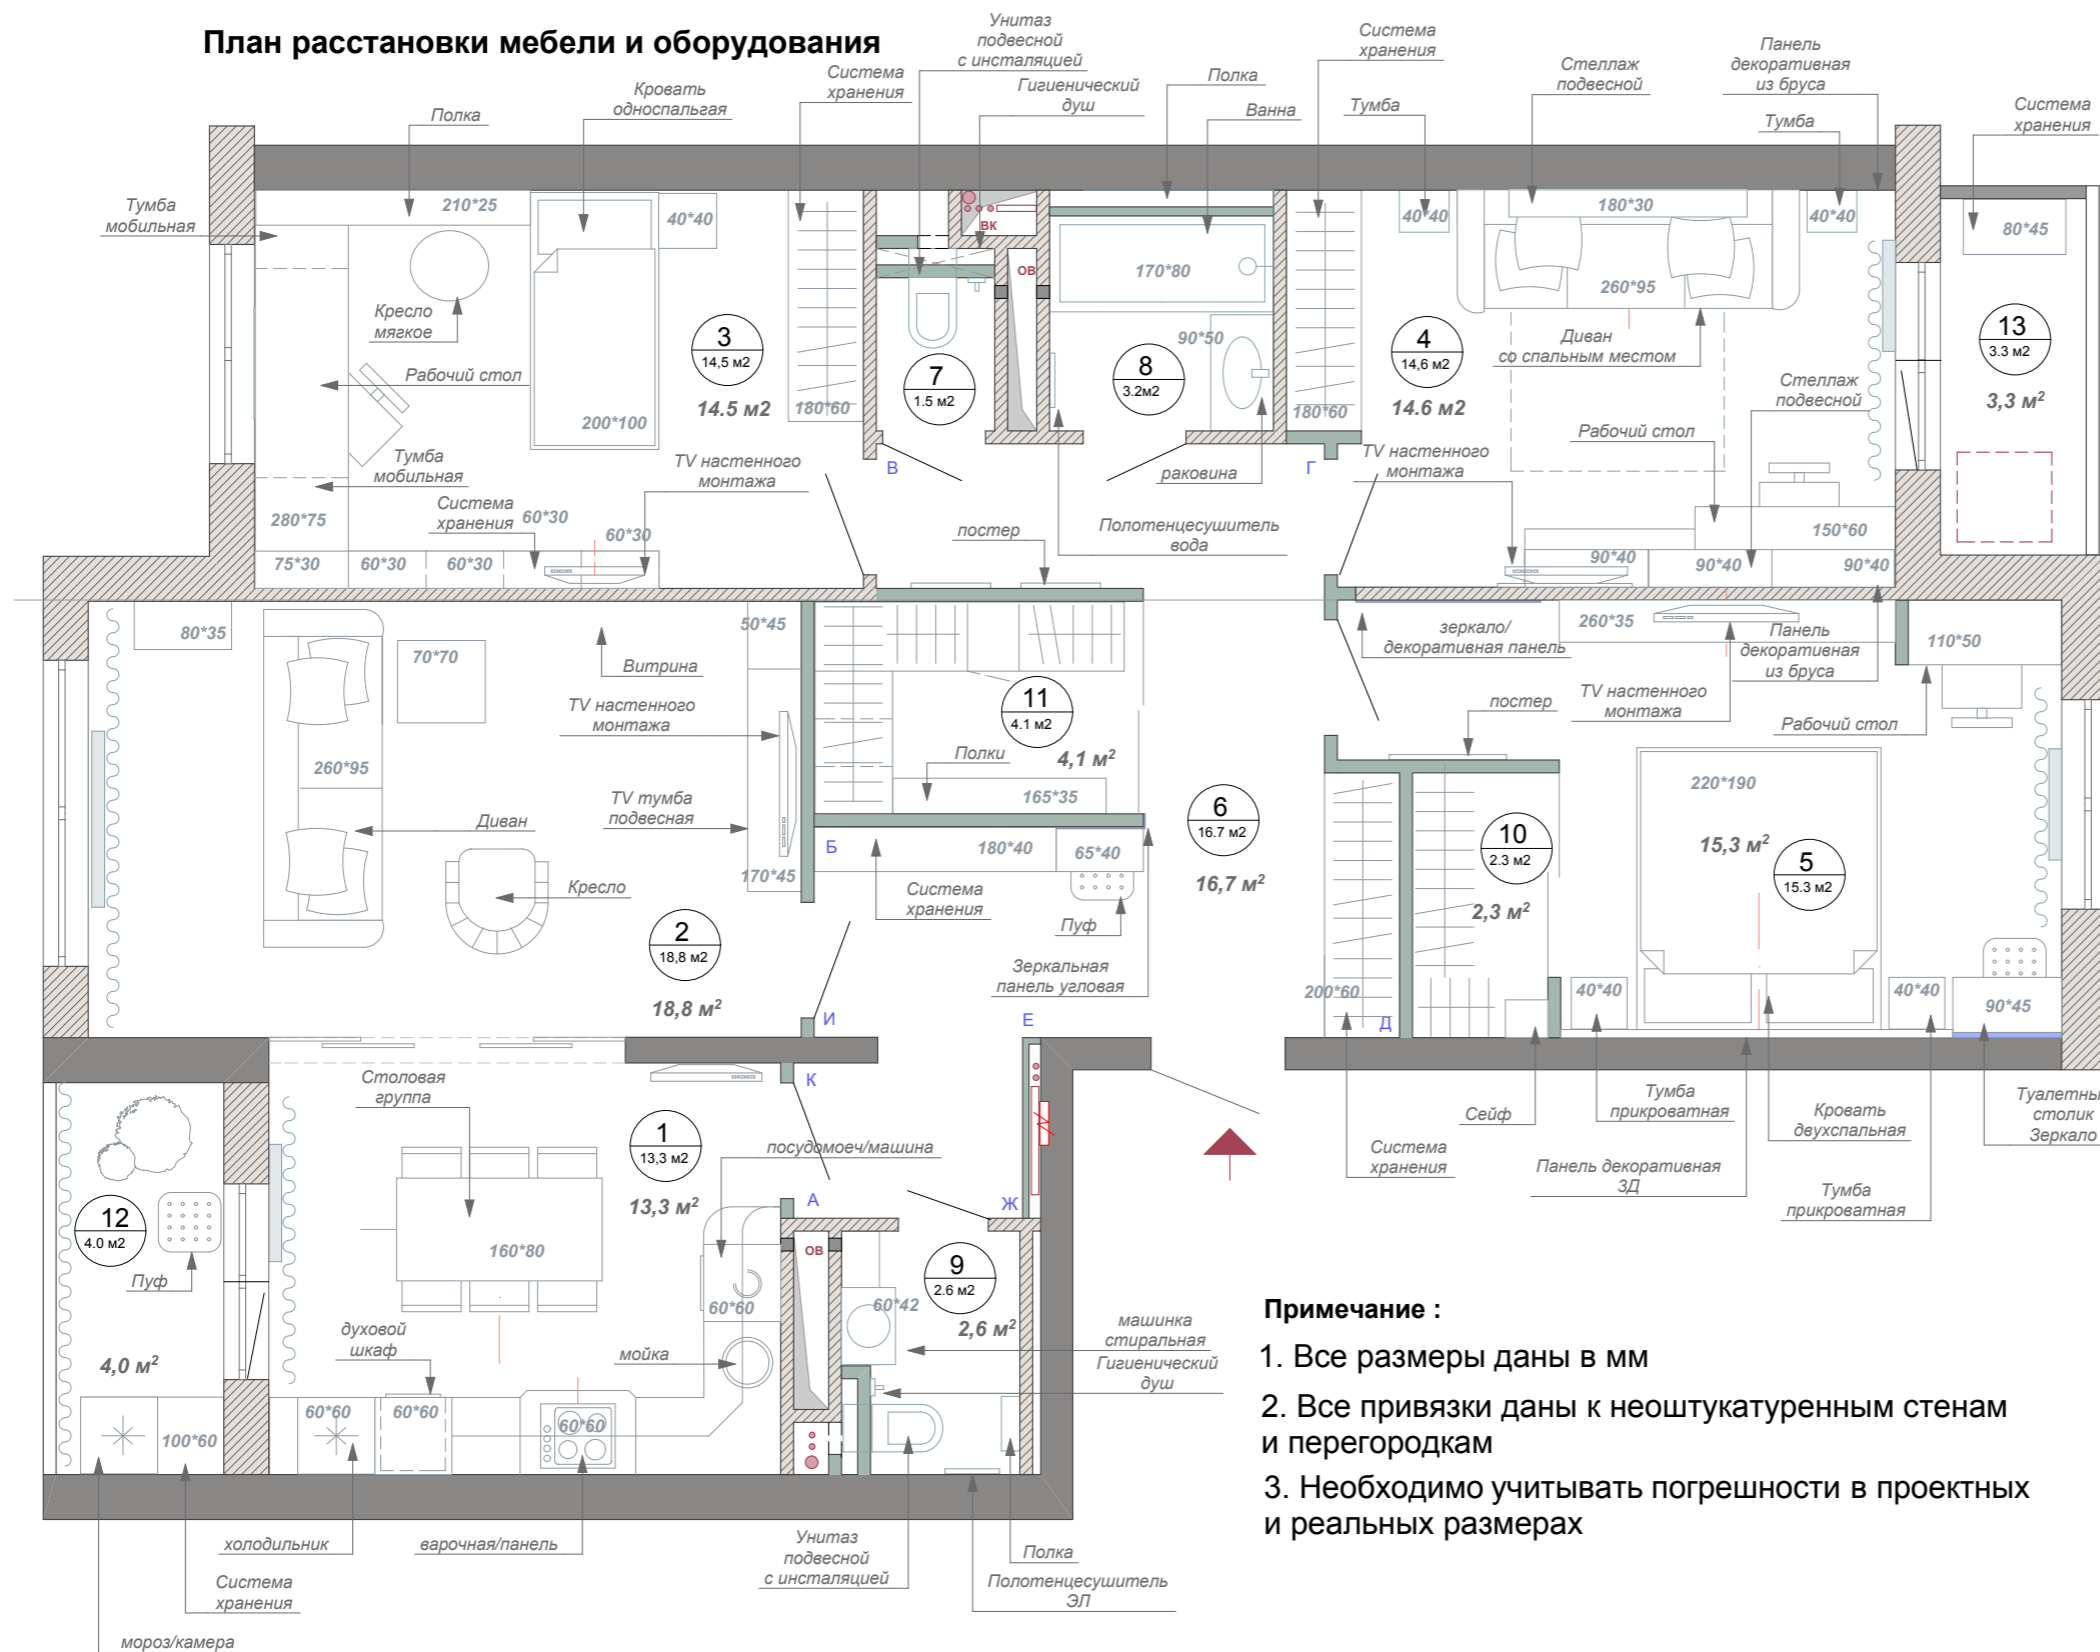 План расстановки мебели и оборудования
Унитаз
подвесной
с инсталяцией
Система
хранения
Гигиенический
душ
Полка
Ванна
Система
хранения
Тумба
Стеллаж
подвесной
Панель
декоративная
из бруса
Тумба
Система
хранения
Кровать
односпальгая
Полка
Тумба
мобильная
210*25
40*40
ВК
ОВ
40*40
180*30
40*40
80*45
Кресло
мягкое
Рабочий стол
Тумба
мобильная
200*100
3
14,5 м2
14.5 м2
180*60
7
1.5 м2
170*80
90*50
8
3.2м2
180*60
4
14,6 м2
14.6 м2
260*95
Диван
со спальным местом
Стеллаж
подвесной
Рабочий стол
13
3.3 м2
3,3 м²
TV настенного
монтажа
Система
хранения
60*30
60*30
280*75
75*30
60*30
60*30
В
раковина
Г
TV настенного
монтажа
постер
Полотенцесушитель
вода
150*60
90*40
90*40
90*40
80*35
70*70
Витрина
50*45
TV настенного
монтажа
260*95
TV тумба
подвесная
Диван
Кресло
170*45
2
18,8 м2
18,8 м²
11
4.1 м2
4,1 м²
Полки
165*35
Б
180*40
65*40
Система
хранения
Пуф
Зеркальная
панель угловая
И
Е
6
16.7 м2
16,7 м²
зеркало/
декоративная панель
260*35
Панель
декоративная
из бруса
TV настенного
монтажа
110*50
Рабочий стол
постер
10
2.3 м2
2,3 м²
220*190
15,3 м²
5
15.3 м2
200*60
Д
40*40
40*40
90*45
Сейф
Тумба
прикроватная
Кровать
двухспальная
Туалетны
столик
Зеркало
Система
хранения
Панель декоративная
3Д
Тумба
прикроватная
Столовая
группа
К
1
13,3 м2
13,3 м²
посудомоеч/машина
А
Ж
12
4.0 м2
Пуф
4,0 м²
160*80
60*60
ОВ
9
2.6 м2
60*42
2,6 м²
духовой
шкаф
мойка
машинка
стиральная
Гигиенический
душ
100*60
60*60
60*60
60*60
холодильник
варочная/панель
Система
хранения
мороз/камера
Унитаз
подвесной
с инсталяцией
Полка
Полотенцесушитель
ЭЛ
Примечание :
1. Все размеры даны в мм
2. Все привязки даны к неоштукатуренным стенам
и перегородкам
3. Необходимо учитывать погрешности в проектных
и реальных размерах